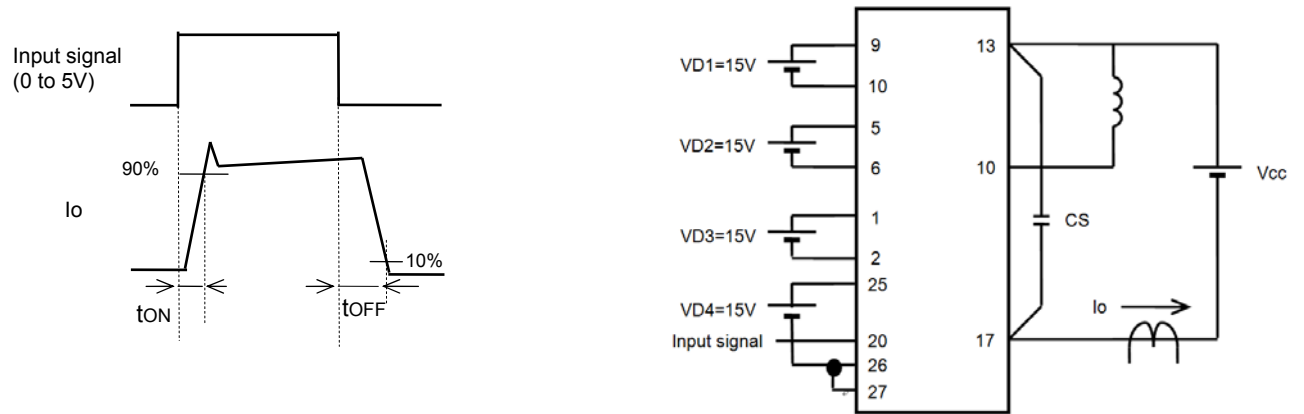 Input signal
(0 to 5V)
90%
Io
10%
tON
tOFF
VD1=15V
9
10
VD2=15V
5
6
VD3=15V
1
2
VD4=15V
25
Input signal
20
26
27
13
10
17
CS
Vcc
Io